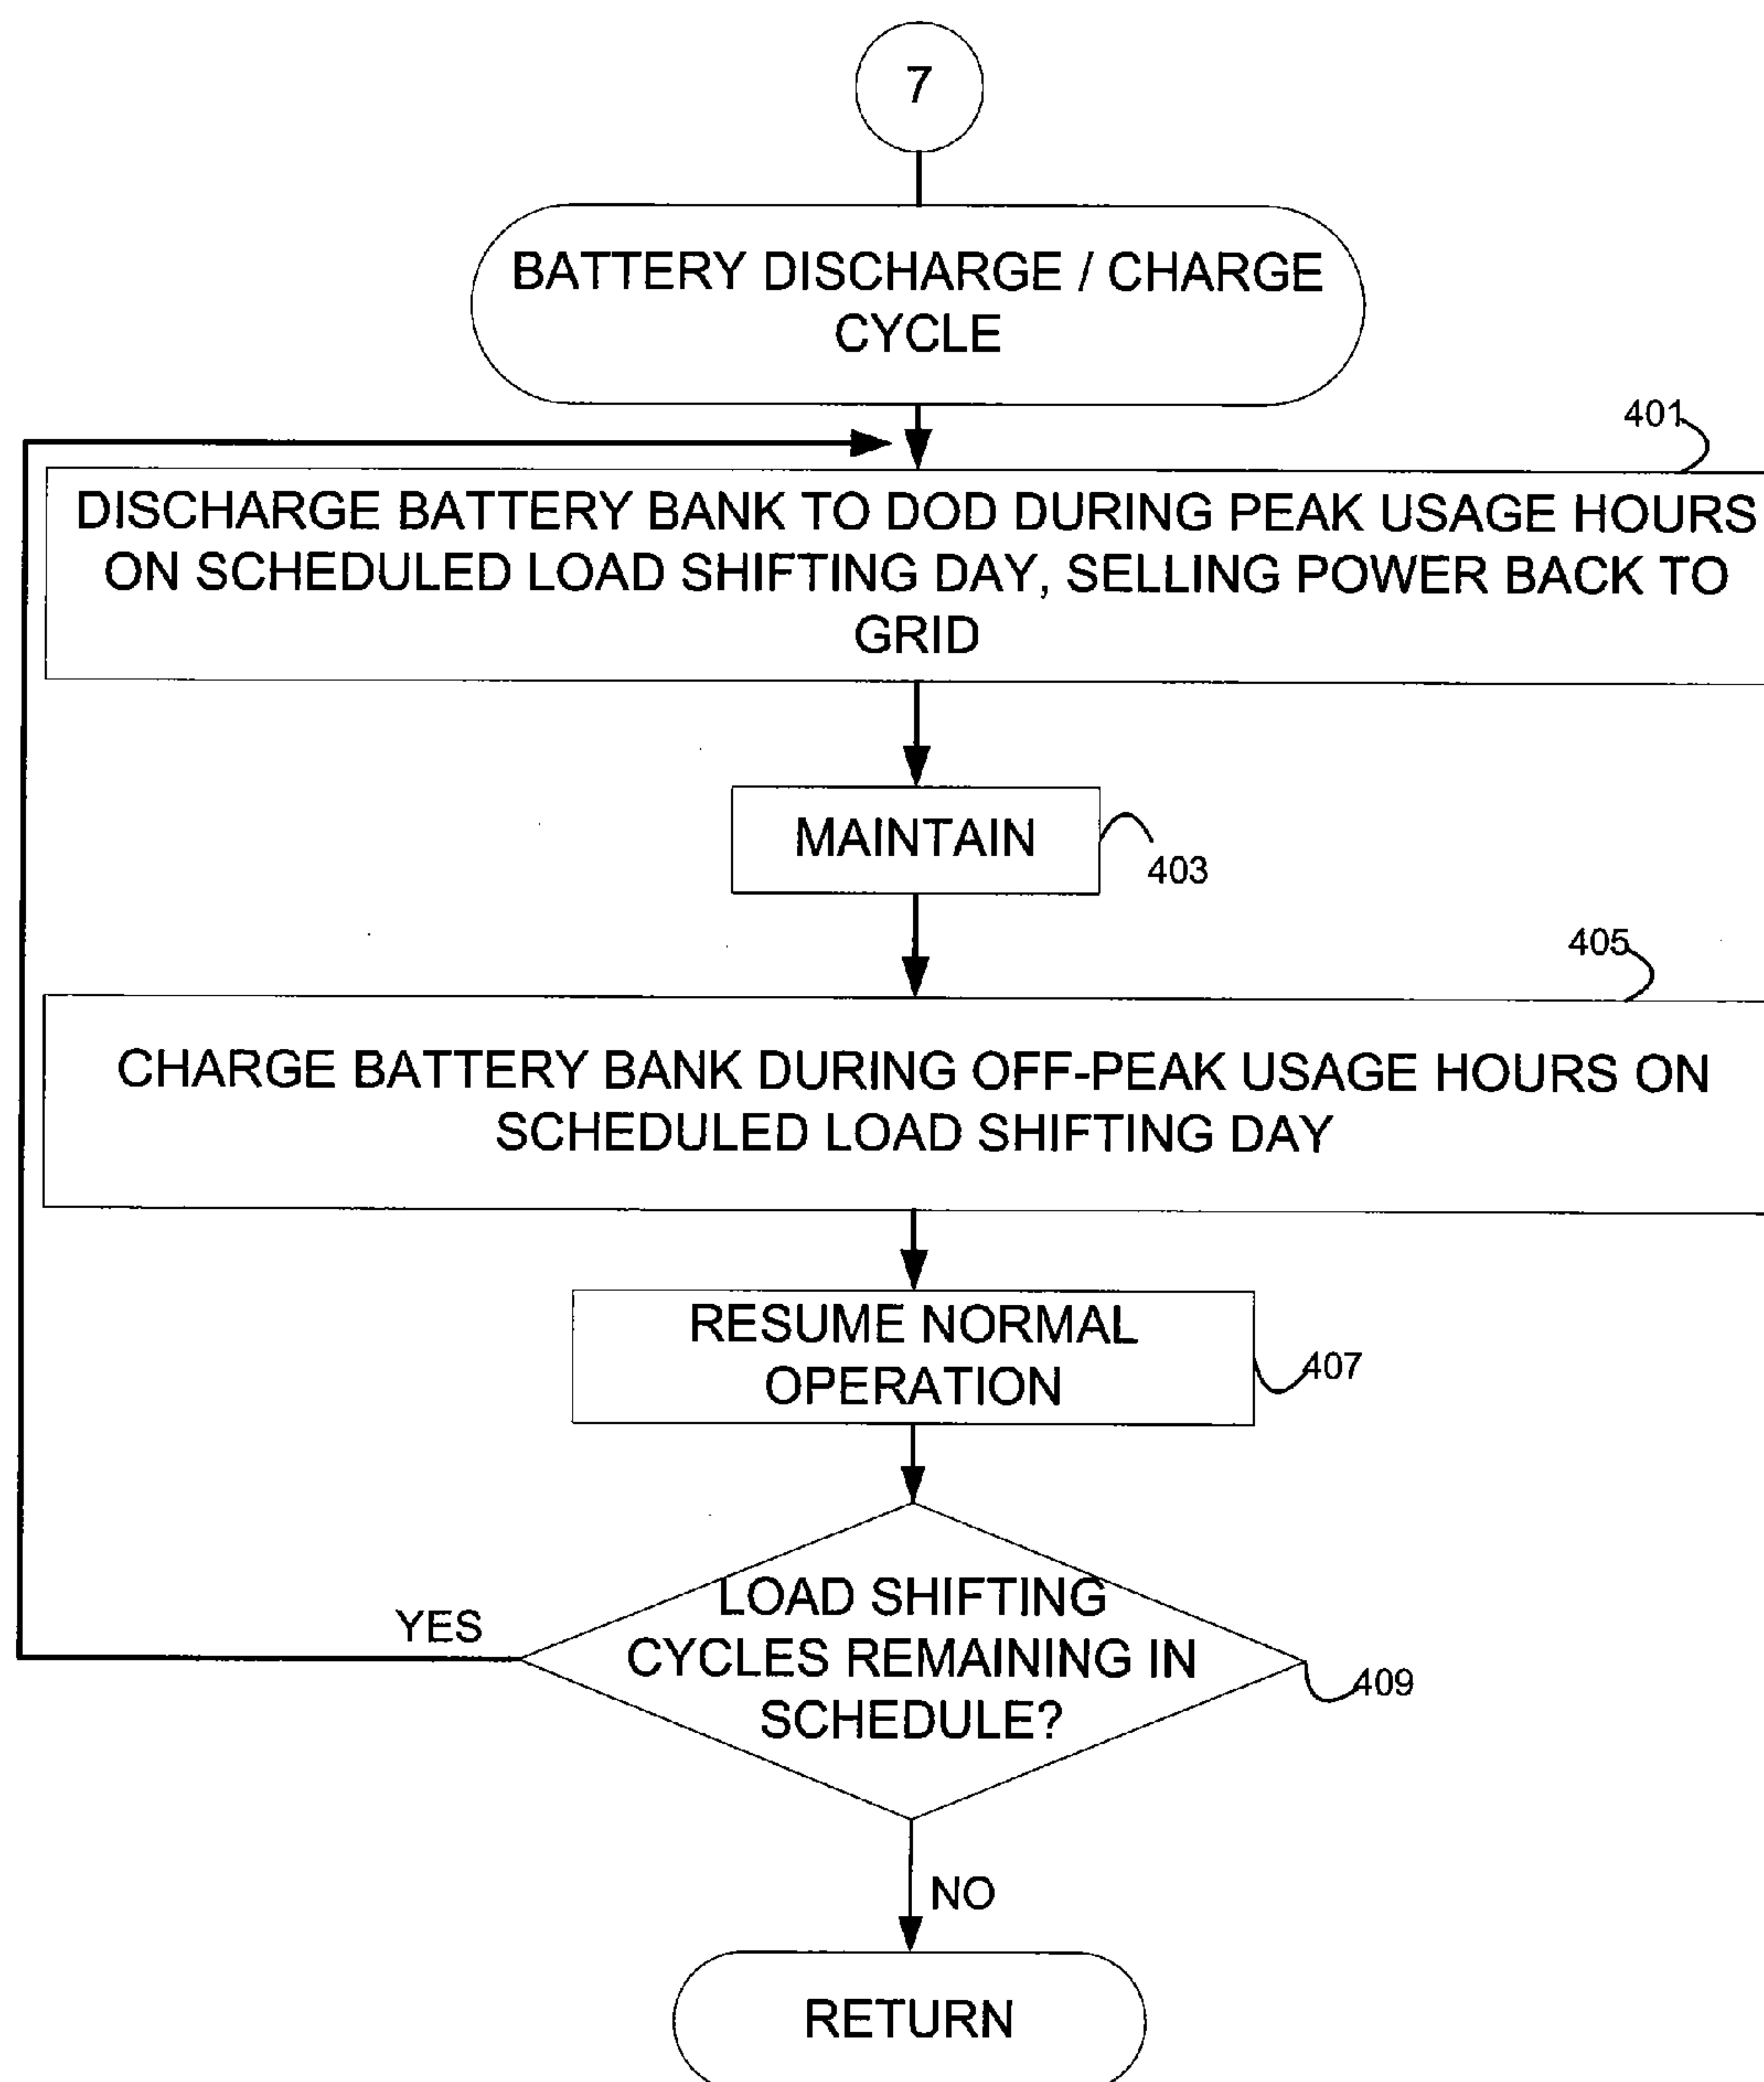 7
BATTERY DISCHARGE / CHARGE
CYCLE
401
DISCHARGE BATTERY BANK TO DOD DURING PEAK USAGE HOURS
ON SCHEDULED LOAD SHIFTING DAY, SELLING POWER BACK TO
GRID
MAINTAIN
403
405
CHARGE BATTERY BANK DURING OFF-PEAK USAGE HOURS ON
SCHEDULED LOAD SHIFTING DAY
RESUME NORMAL
OPERATION
407
LOAD SHIFTING
CYCLES REMAINING IN
SCHEDULE?
YES
409
NO
RETURN